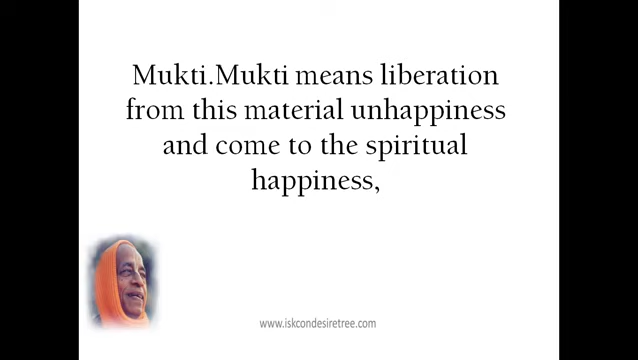 Mukti.Mukti means liberation
from this material unhappiness
and come to the spiritual
happiness,
www.iskcondesiretree.com